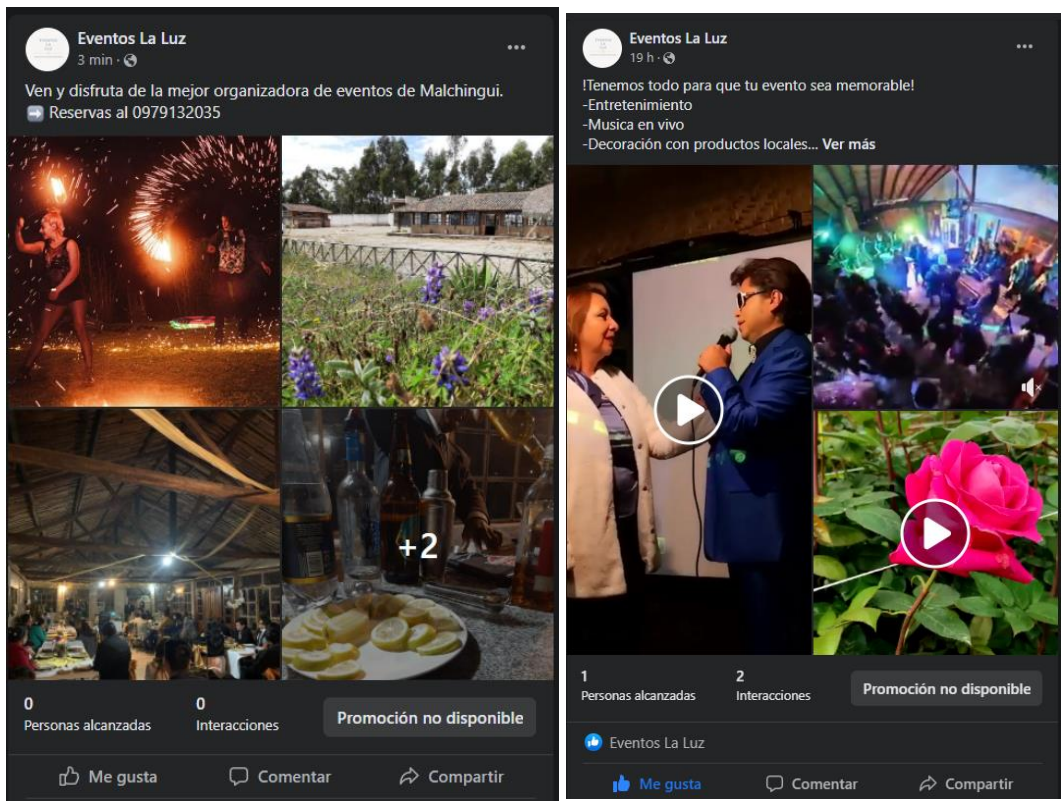 Eventos La Luz
3 min ·
Ven y disfruta de la mejor organizadora de eventos de Malchingui.
➡️ Reservas al 0979132035
+2
0
Personas alcanzadas
0
Interacciones
Promoción no disponible
Me gusta
Comentar
Compartir
Eventos La Luz
19 h ·
!Tenemos todo para que tu evento sea memorable!
-Entretenimiento
-Musica en vivo
-Decoración con productos locales... Ver más
1
Personas alcanzadas
2
Interacciones
Promoción no disponible
Eventos La Luz
Me gusta
Comentar
Compartir